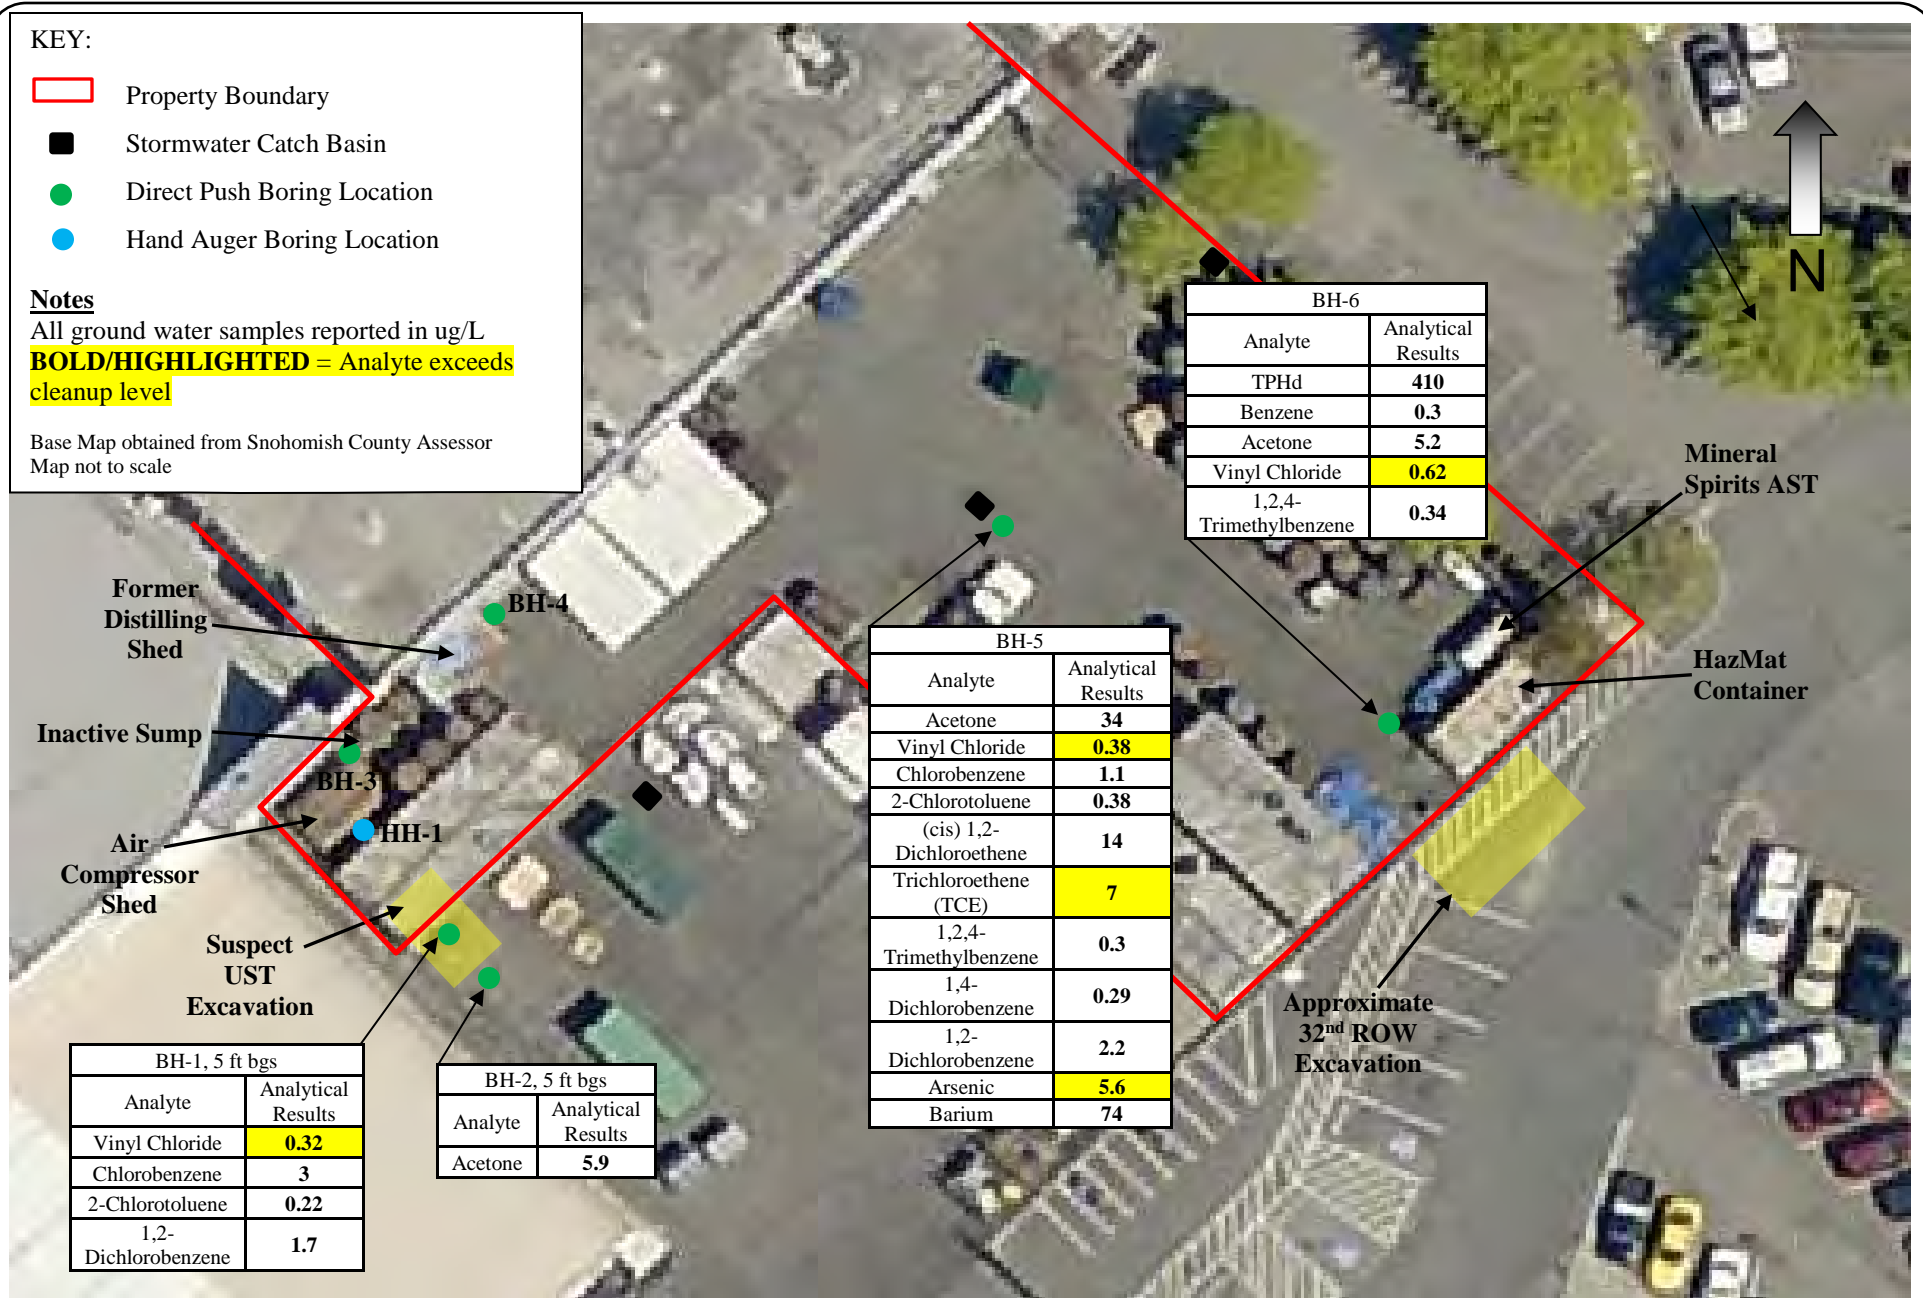 KEY:
Property Boundary
Stormwater Catch Basin
Direct Push Boring Location
Hand Auger Boring Location
Notes
All ground water samples reported in ug/L
BOLD/HIGHLIGHTED = Analyte exceeds
cleanup level
Base Map obtained from Snohomish County Assessor
Map not to scale
N
BH-6
Analyte Analytical
Results
TPHd 410
Benzene 0.3
Acetone 5.2
Vinyl Chloride 0.62
1,2,4-
Trimethylbenzene 0.34
Mineral
Spirits AST
HazMat
Container
Former
Distilling
Shed
BH-4
Inactive Sump
BH-3
HH-1
Air
Compressor
Shed
Suspect
UST
Excavation
BH-5
Analyte Analytical
Results
Acetone 34
Vinyl Chloride 0.38
Chlorobenzene 1.1
2-Chlorotoluene 0.38
(cis) 1,2-
Dichloroethene 14
Trichloroethene
(TCE) 7
1,2,4-
Trimethylbenzene 0.3
1,4-
Dichlorobenzene 0.29
1,2-
Dichlorobenzene 2.2
Arsenic 5.6
Barium 74
Approximate
32nd ROW
Excavation
BH-1, 5 ft bgs
Analyte Analytical
Results
Vinyl Chloride 0.32
Chlorobenzene 3
2-Chlorotoluene 0.22
1,2-
Dichlorobenzene 1.7
BH-2, 5 ft bgs
Analyte Analytical
Results
Acetone 5.9